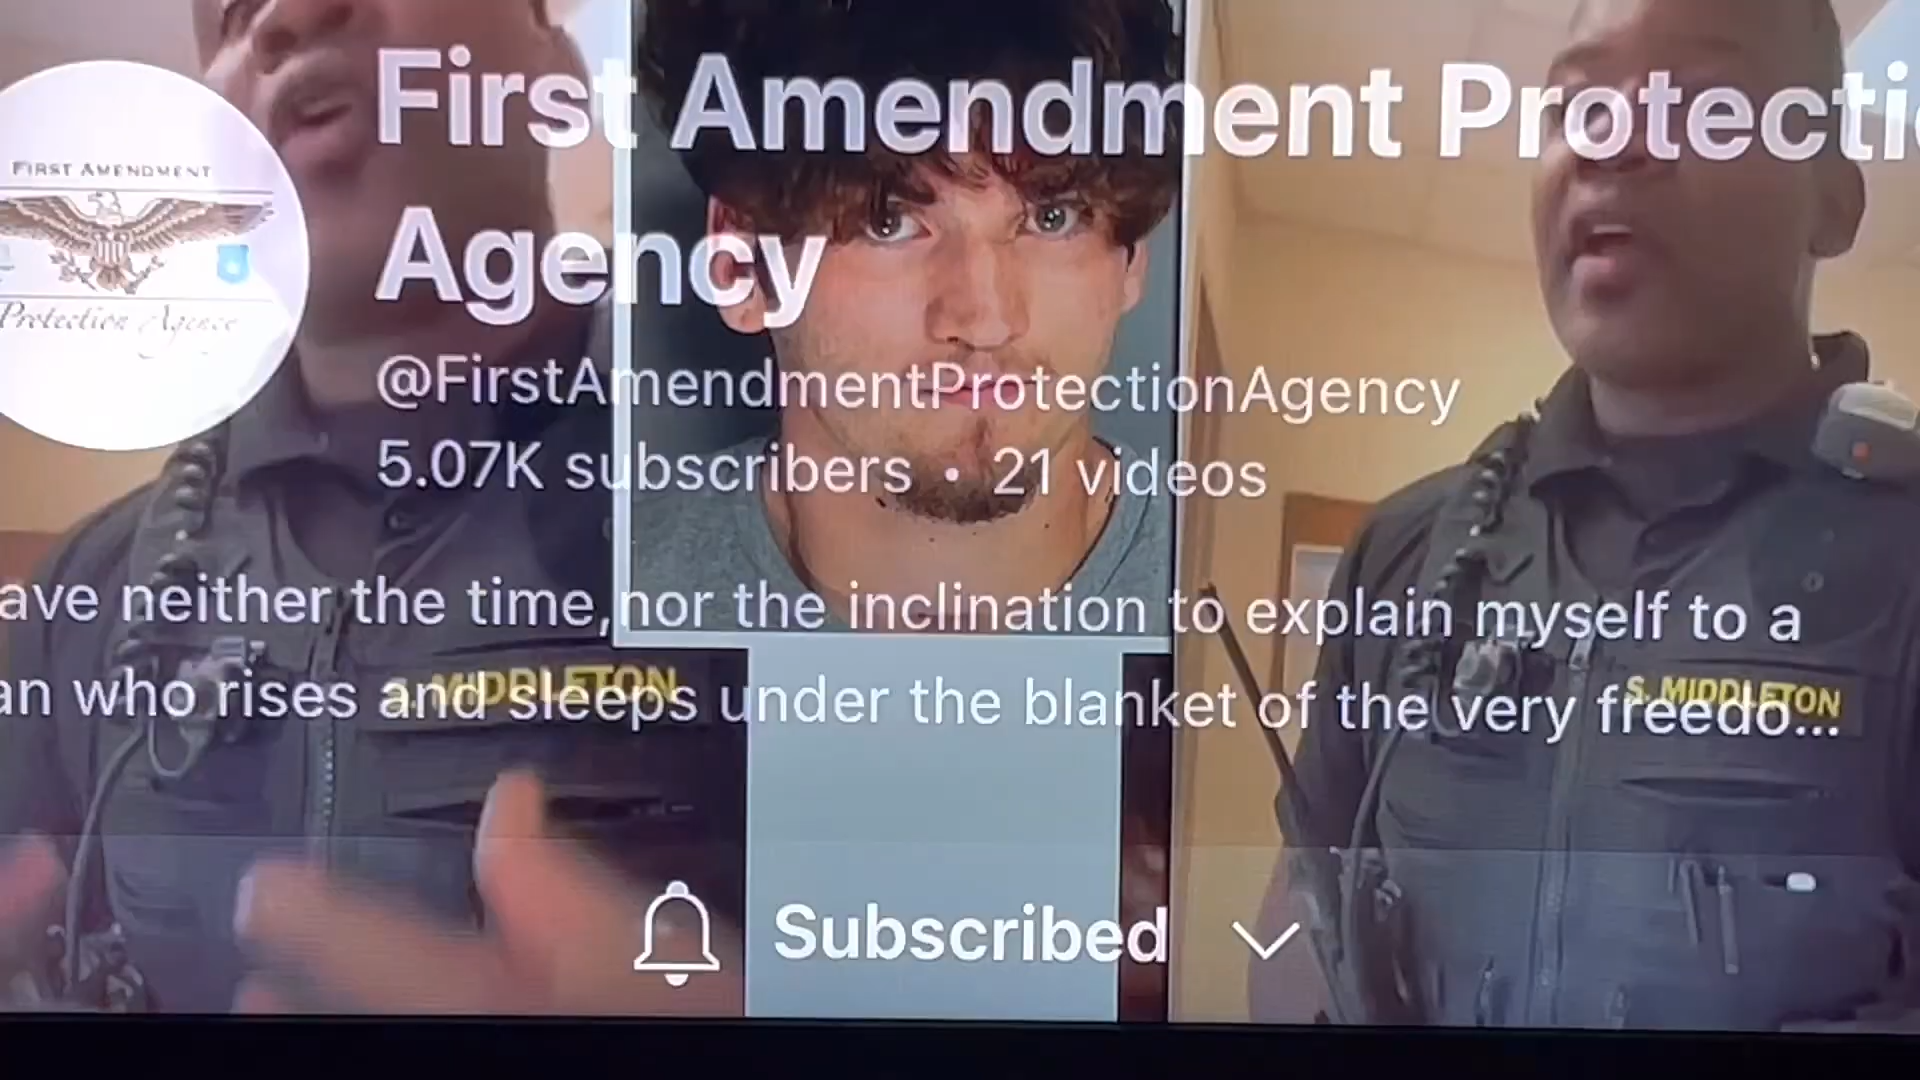 First Amendment Protecti
Agency
FIRST AMENDMENT
Protection Agency
@FirstAmendmentProtectionAgency
5.07K subscribers • 21 videos
ave neither the time,nor the inclination to explain myself to a
an who rises and sleeps under the blanket of the very freedo...
S. MIDDLETON
S. MIDDLETON
Subscribed